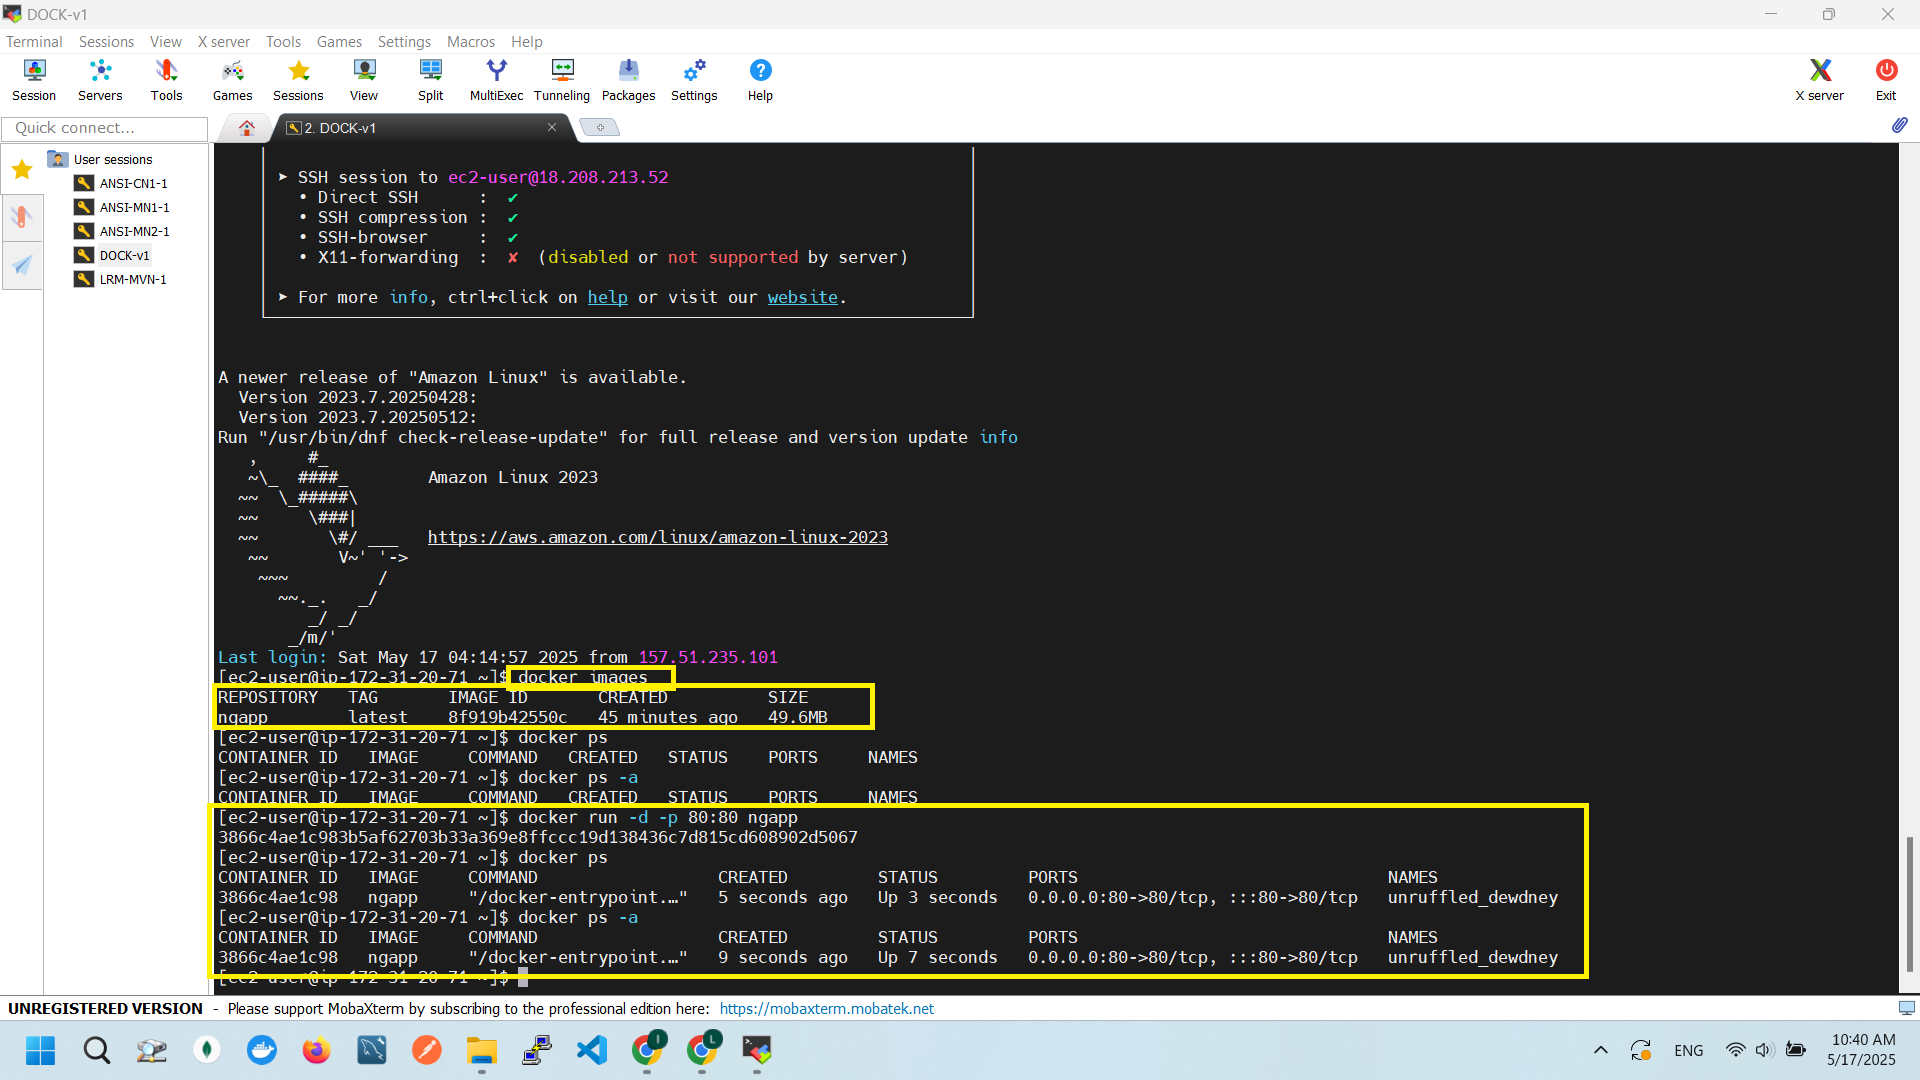 DOCK-v1
Terminal Sessions View X server Tools Games Settings Macros Help
Session Servers Tools Games Sessions View Split MultiExec Tunneling Packages Settings Help X server Exit
Quick connect...
2. DOCK-v1
User sessions
ANSI-CN1-1
ANSI-MN1-1
ANSI-MN2-1
DOCK-v1
LRM-MVN-1
➤ SSH session to ec2-user@18.208.213.52
• Direct SSH : ✔
• SSH compression : ✔
• SSH-browser : ✔
• X11-forwarding : ✘ (disabled or not supported by server)
➤ For more info, ctrl+click on help or visit our website.
A newer release of "Amazon Linux" is available.
Version 2023.7.20250428:
Version 2023.7.20250512:
Run "/usr/bin/dnf check-release-update" for full release and version update info
   ,     #_
   ~\_  ####_        Amazon Linux 2023
  ~~  \_#####\
  ~~     \###|
  ~~       \#/ ___   https://aws.amazon.com/linux/amazon-linux-2023
   ~~       V~' '->
    ~~~         /
      ~~._.   _/
         _/ _/
       _/m/'
Last login: Sat May 17 04:14:57 2025 from 157.51.235.101
[ec2-user@ip-172-31-20-71 ~]$ docker images
REPOSITORY TAG IMAGE ID CREATED SIZE
ngapp latest 8f919b42550c 45 minutes ago 49.6MB
[ec2-user@ip-172-31-20-71 ~]$ docker ps
CONTAINER ID IMAGE COMMAND CREATED STATUS PORTS NAMES
[ec2-user@ip-172-31-20-71 ~]$ docker ps -a
CONTAINER ID IMAGE COMMAND CREATED STATUS PORTS NAMES
[ec2-user@ip-172-31-20-71 ~]$ docker run -d -p 80:80 ngapp
3866c4ae1c983b5af62703b33a369e8ffccc19d138436c7d815cd608902d5067
[ec2-user@ip-172-31-20-71 ~]$ docker ps
CONTAINER ID IMAGE COMMAND CREATED STATUS PORTS NAMES
3866c4ae1c98 ngapp "/docker-entrypoint.…" 5 seconds ago Up 3 seconds 0.0.0.0:80->80/tcp, :::80->80/tcp unruffled_dewdney
[ec2-user@ip-172-31-20-71 ~]$ docker ps -a
CONTAINER ID IMAGE COMMAND CREATED STATUS PORTS NAMES
3866c4ae1c98 ngapp "/docker-entrypoint.…" 9 seconds ago Up 7 seconds 0.0.0.0:80->80/tcp, :::80->80/tcp unruffled_dewdney
[ec2-user@ip-172-31-20-71 ~]$
UNREGISTERED VERSION - Please support MobaXterm by subscribing to the professional edition here: https://mobaxterm.mobatek.net
I
L
ENG
10:40 AM
5/17/2025